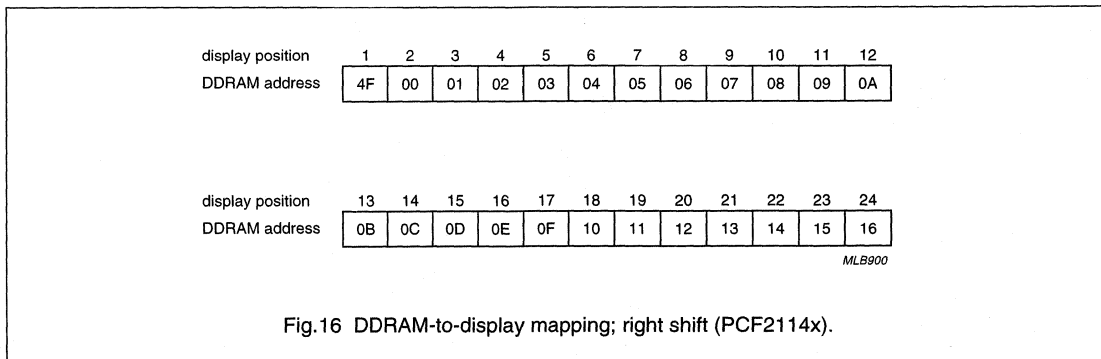 display position 1 2 3 4 5 6 7 8 9 10 11 12
DDRAM address 4F 00 01 02 03 04 05 06 07 08 09 0A
display position 13 14 15 16 17 18 19 20 21 22 23 24
DDRAM address 0B 0C 0D 0E 0F 10 11 12 13 14 15 16
MLB900
Fig.16 DDRAM-to-display mapping; right shift (PCF2114x).